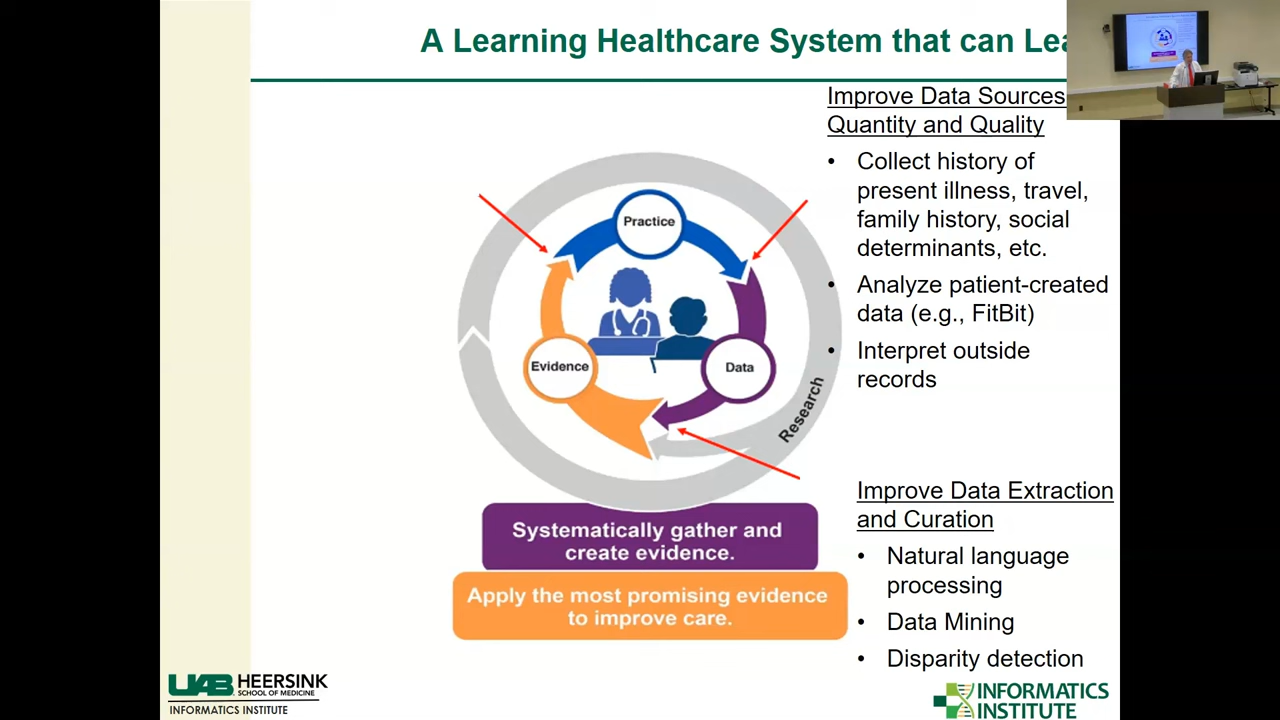 A Learning Healthcare System that can Lea
Improve Data Sources
Quantity and Quality
• Collect history of
present illness, travel,
family history, social
determinants, etc.
• Analyze patient-created
data (e.g., FitBit)
• Interpret outside
records
Practice
Evidence
Data
Research
Systematically gather and
create evidence.
Apply the most promising evidence
to improve care.
Improve Data Extraction
and Curation
• Natural language
processing
• Data Mining
• Disparity detection
UAB HEERSINK
SCHOOL OF MEDICINE
INFORMATICS INSTITUTE
INFORMATICS
INSTITUTE